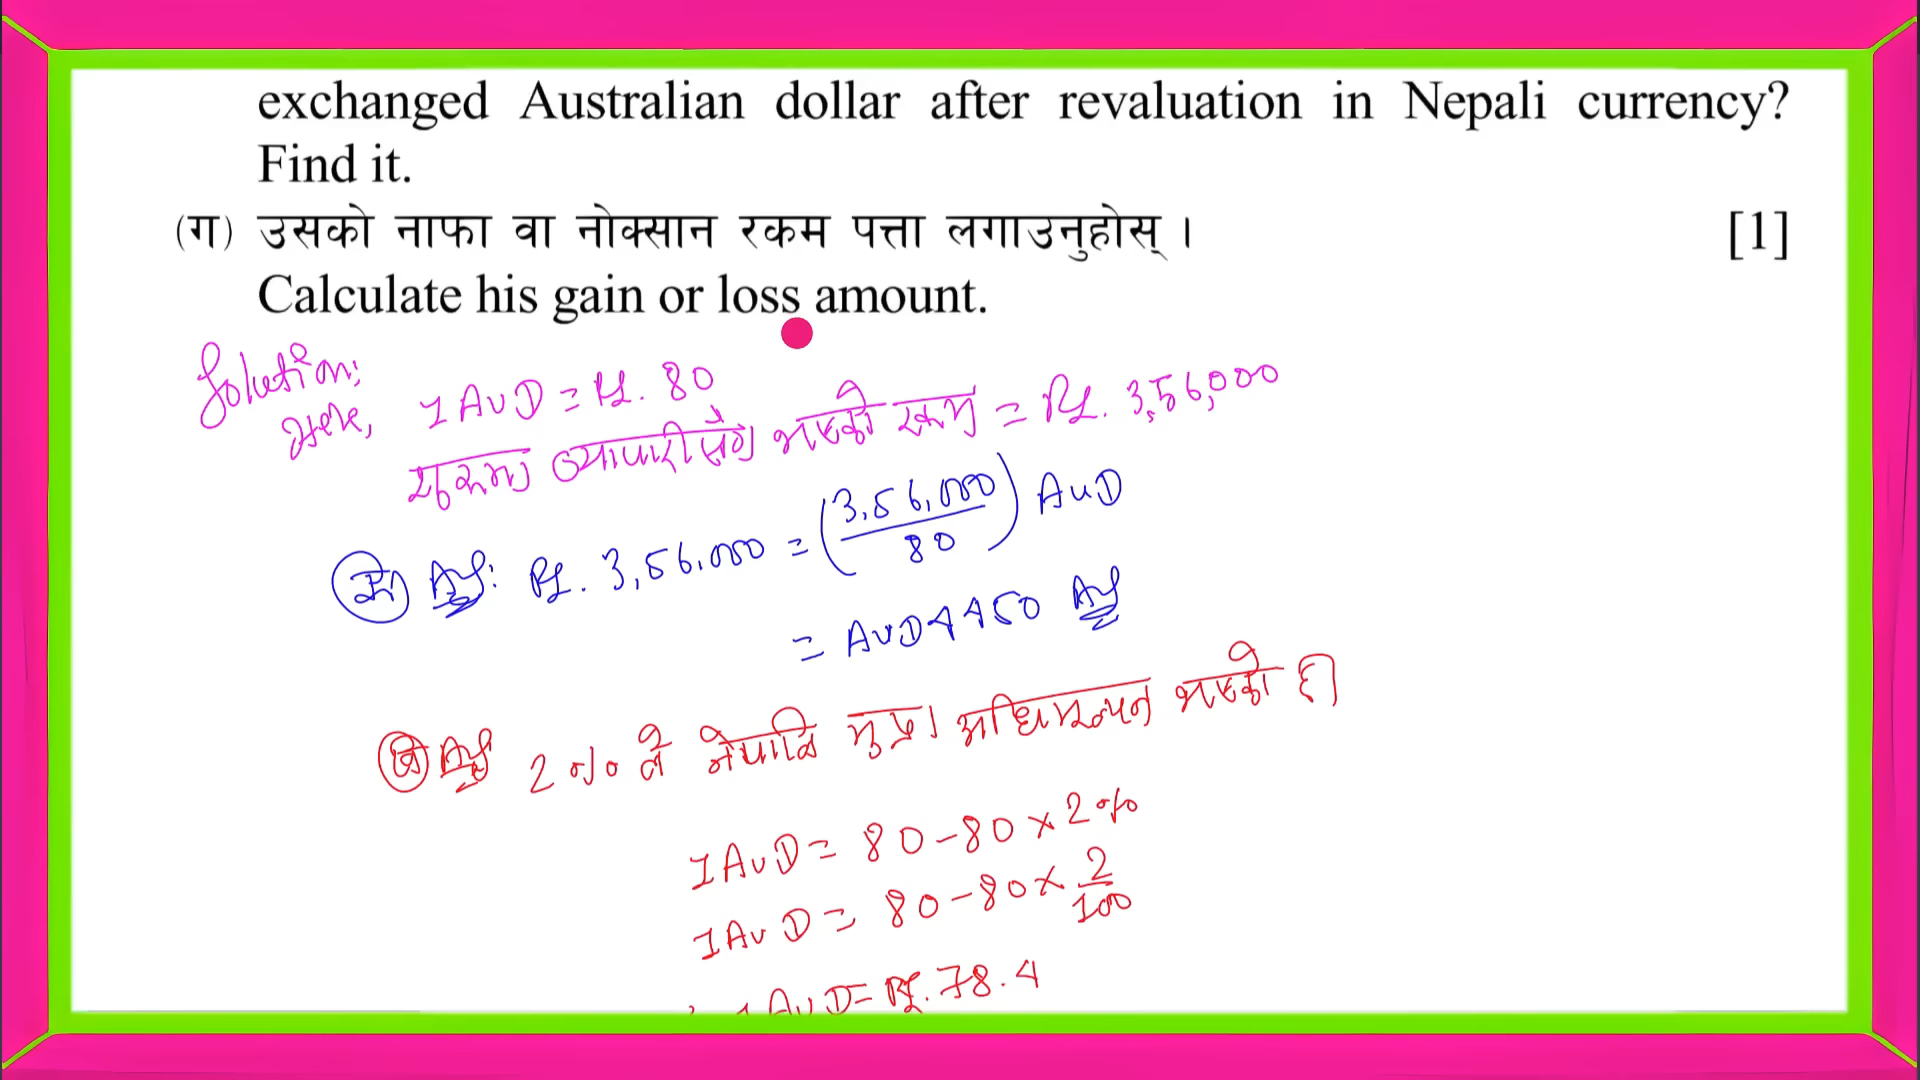 exchanged Australian dollar after revaluation in Nepali currency?
Find it.
(ग) उसको नाफा वा नोक्सान रकम पत्ता लगाउनुहोस् । [1]
Calculate his gain or loss amount.
Solution:
1 AUD = Rs. 80
व्यापारीसँग भएको रकम = Rs. 3,56,000
Rs. 3,56,000 = (3,56,000/80) AUD
= AUD 4450
2% ले नेपालि मुद्रा अधिमूल्यन भएको छ।
1 AUD = 80 - 80 × 2%
1 AUD = 80 - 80 × 2/100
1 AUD = Rs. 78.4